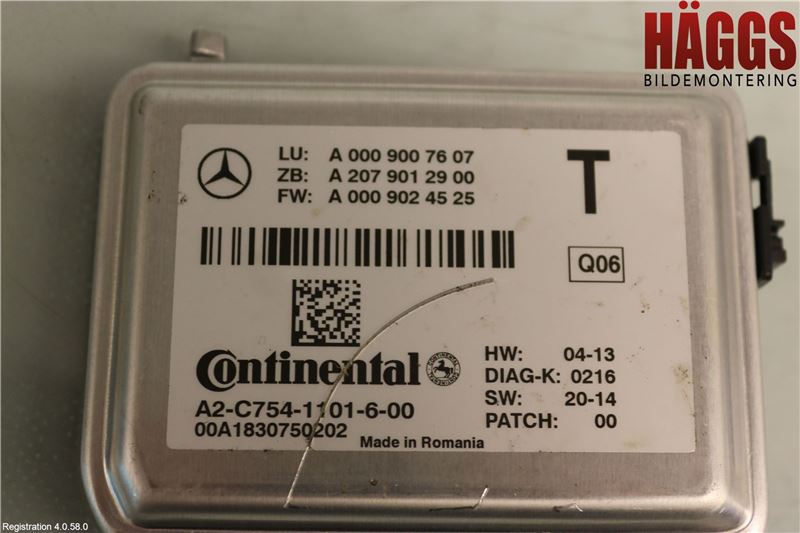 HÄGGS
BILDEMONTERING
LU: A 000 900 76 07
ZB: A 207 901 29 00
FW: A 000 902 45 25
T
Q06
Continental
HW: 04-13
DIAG-K: 0216
SW: 20-14
PATCH: 00
A2-C754-1101-6-00
00A1830750202
Made in Romania
Registration 4.0.58.0